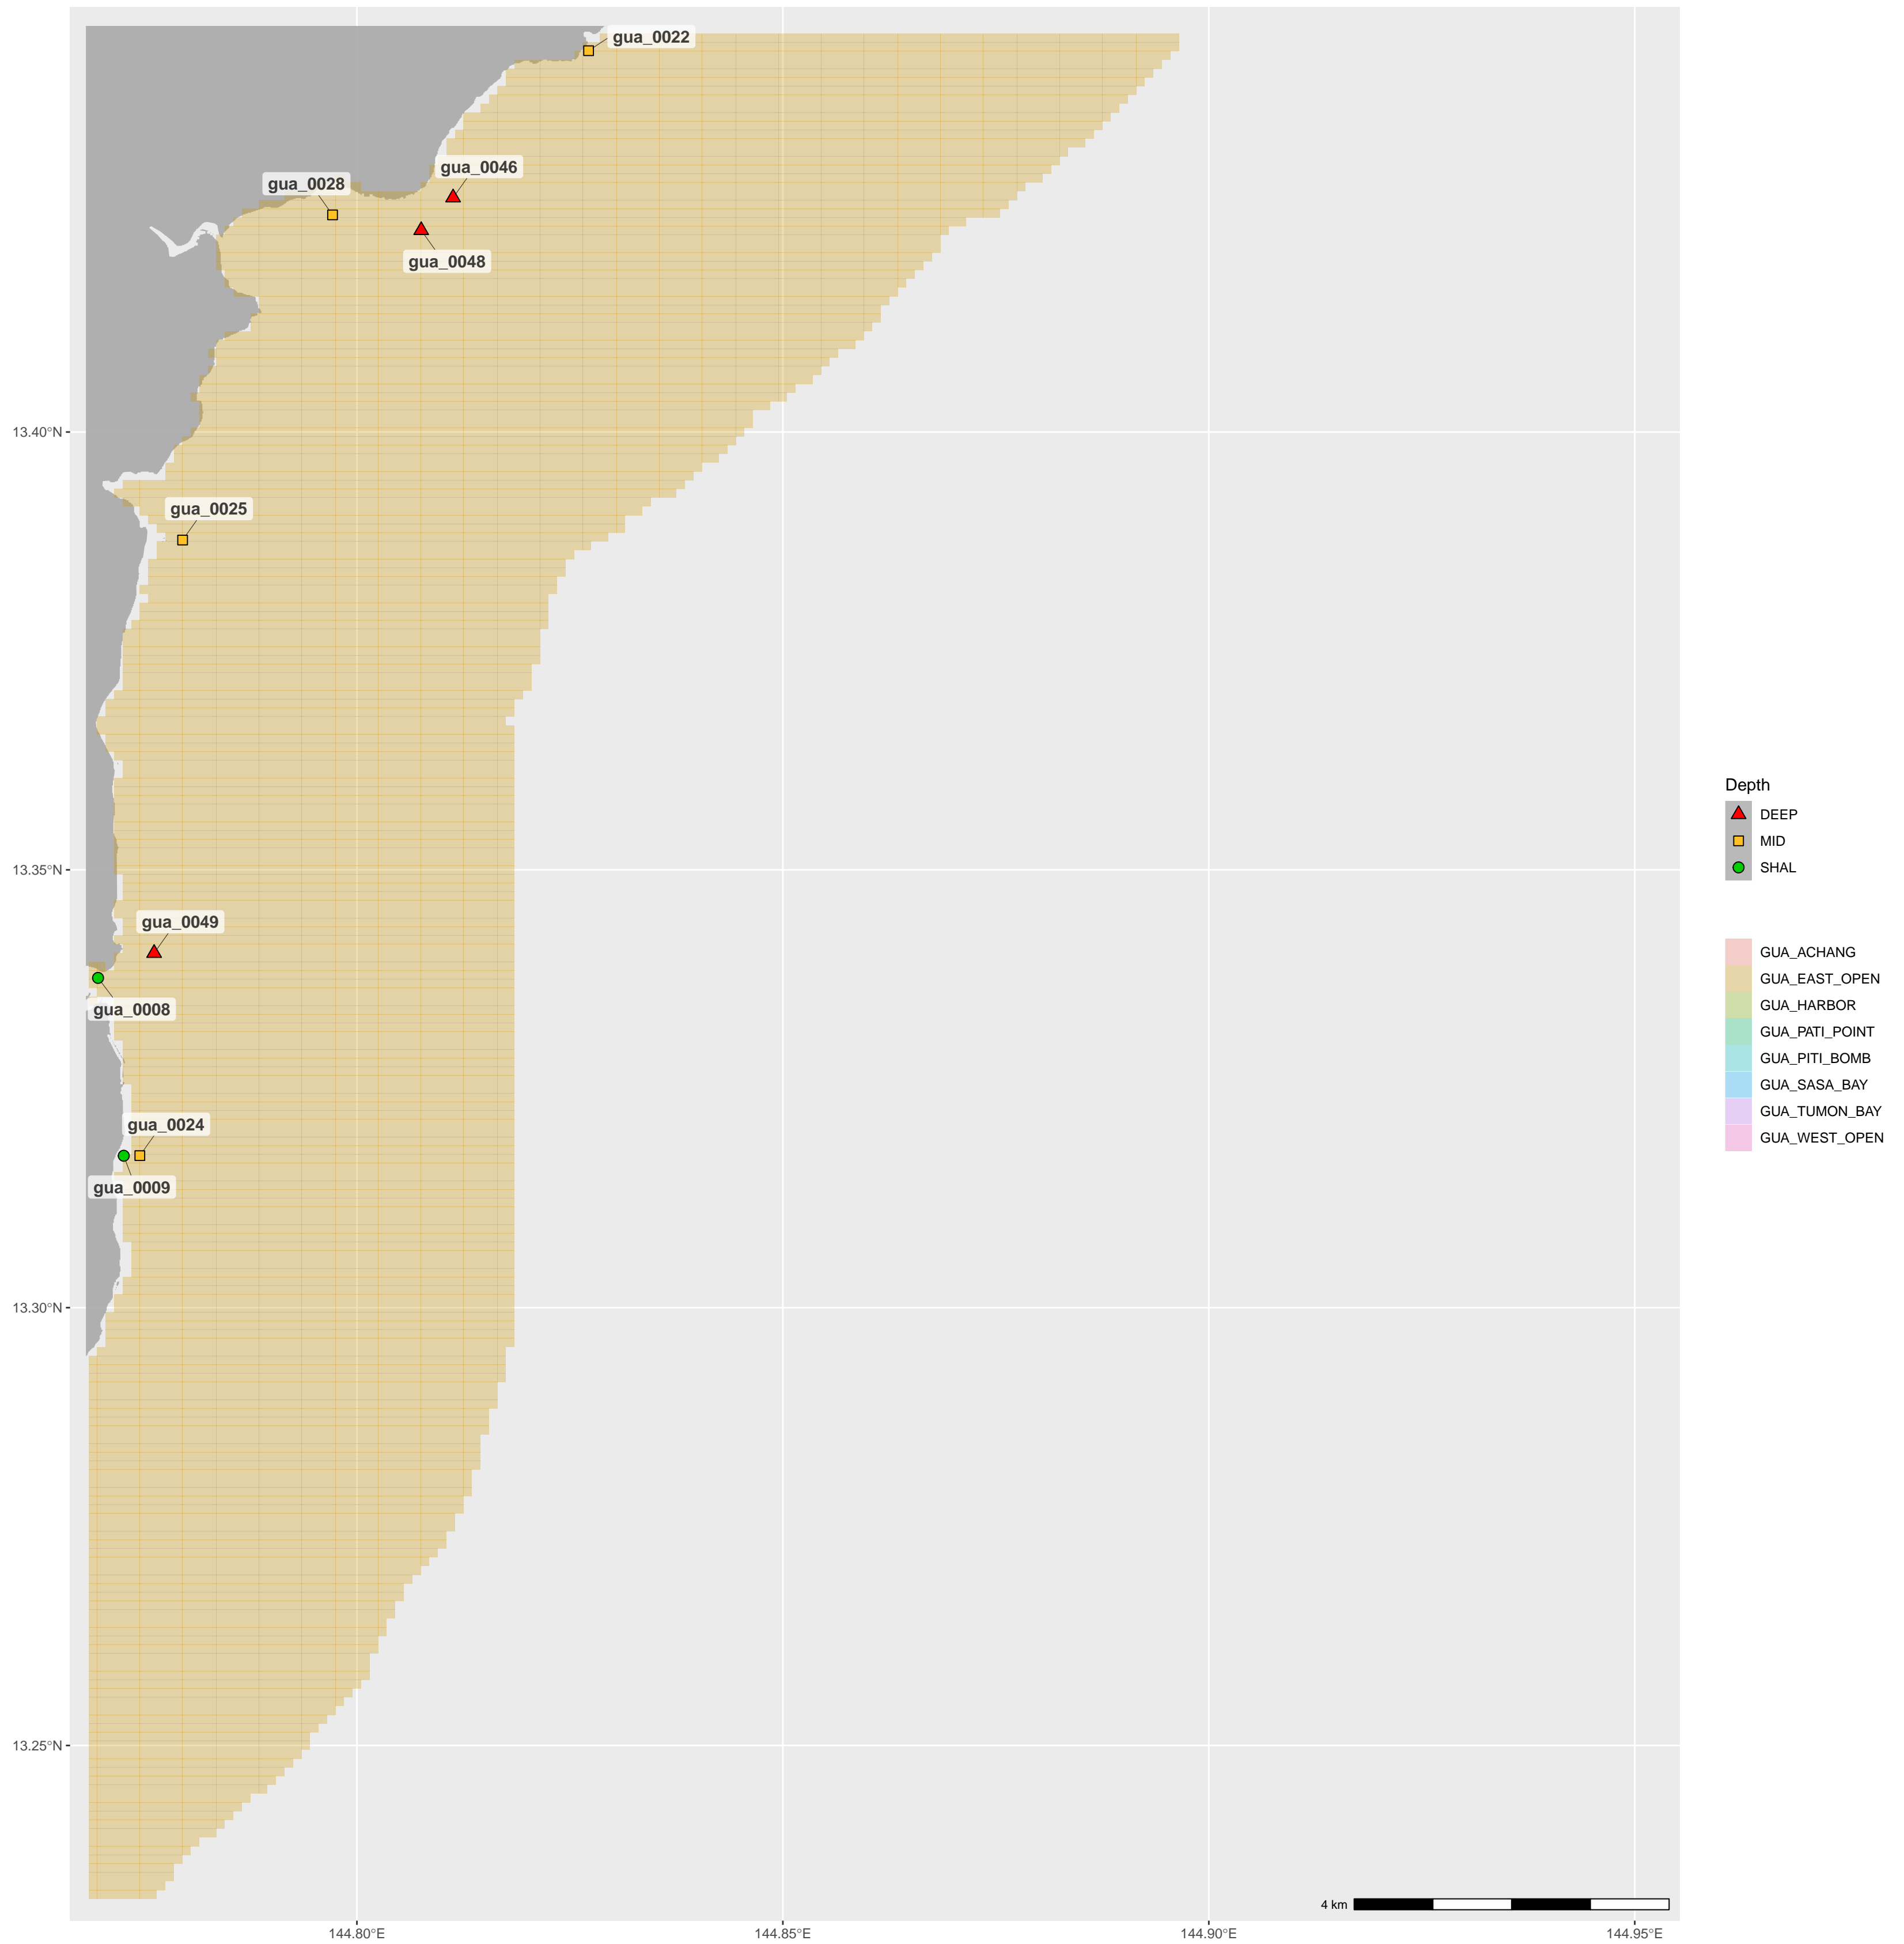 gua_0022
gua_0046
gua_0028
gua_0048
gua_0025
gua_0049
gua_0008
gua_0024
gua_0009
13.40°N
13.35°N
13.30°N
13.25°N
144.80°E
144.85°E
144.90°E
144.95°E
4 km
Depth
DEEP
MID
SHAL
GUA_ACHANG
GUA_EAST_OPEN
GUA_HARBOR
GUA_PATI_POINT
GUA_PITI_BOMB
GUA_SASA_BAY
GUA_TUMON_BAY
GUA_WEST_OPEN